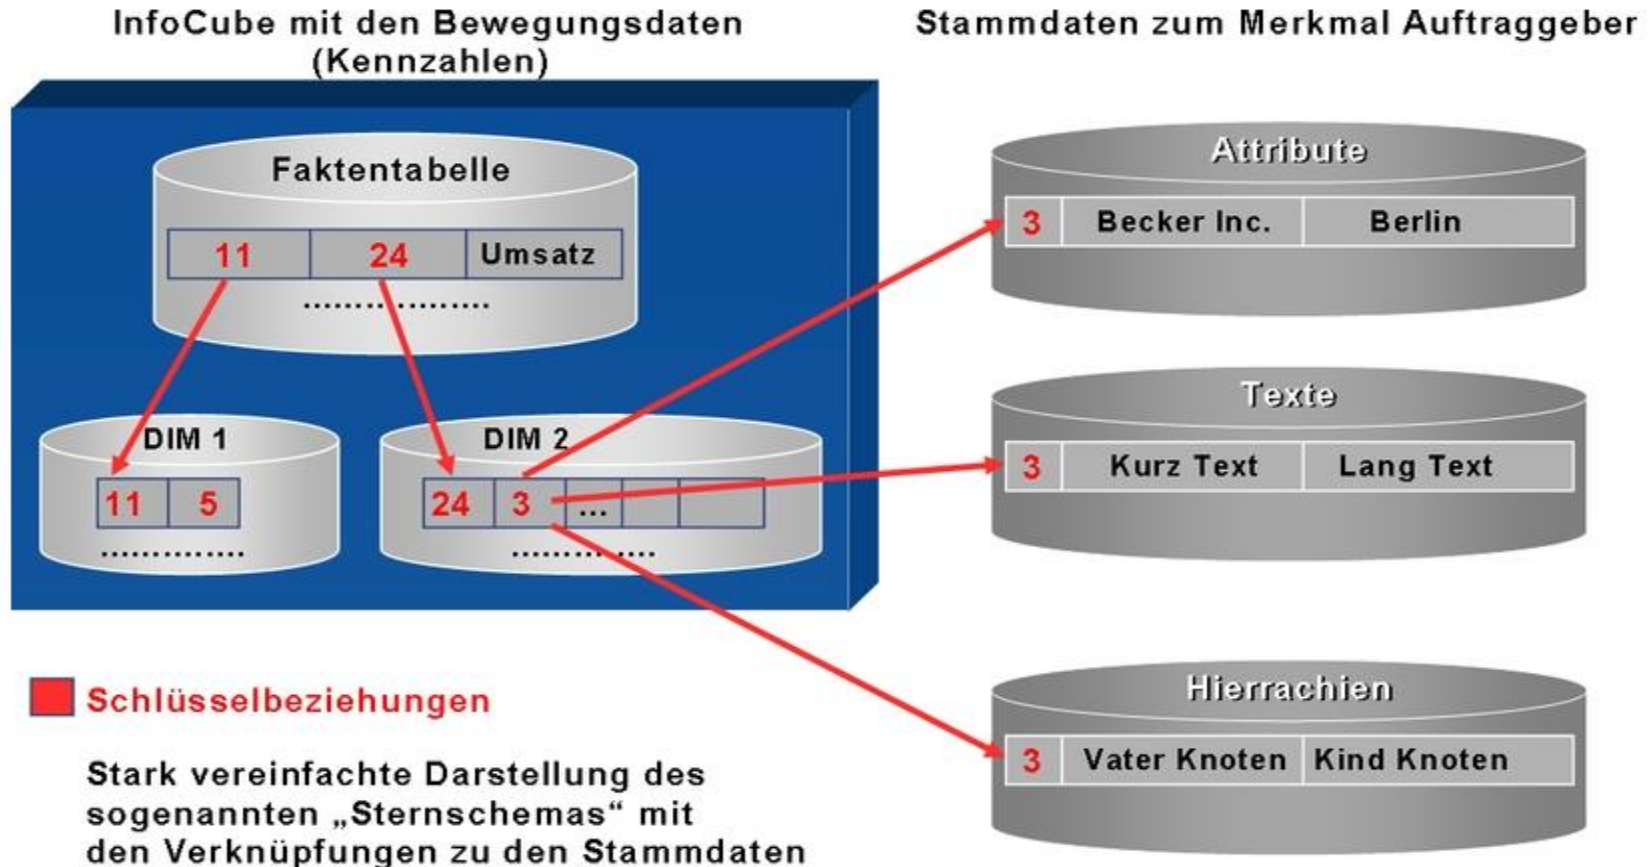 InfoCube mit den Bewegungsdaten
(Kennzahlen)
Faktentabelle
11 24 Umsatz
..................
DIM 1
11 5
..............
DIM 2
24 3 ...
..............
Schlüsselbeziehungen
Stark vereinfachte Darstellung des
sogenannten „Sternschemas“ mit
den Verknüpfungen zu den Stammdaten
Stammdaten zum Merkmal Auftraggeber
Attribute
3 Becker Inc. Berlin
Texte
3 Kurz Text Lang Text
Hierrachien
3 Vater Knoten Kind Knoten